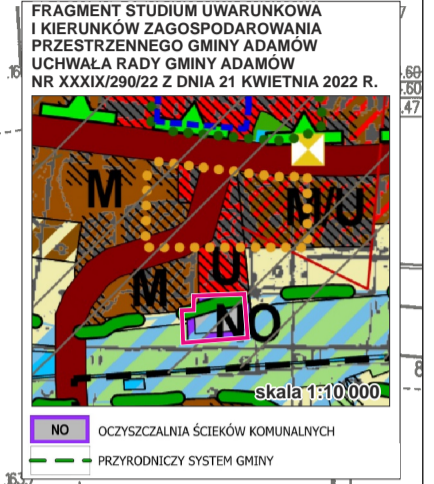 FRAGMENT STUDIUM UWARUNKOWA
I KIERUNKÓW ZAGOSPODAROWANIA
PRZESTRZENNEGO GMINY ADAMÓW
UCHWAŁA RADY GMINY ADAMÓW
NR XXXIX/290/22 Z DNIA 21 KWIETNIA 2022 R.
M
M/U
U
M
NO
skala 1:10 000
NO OCZYSZCZALNIA ŚCIEKÓW KOMUNALNYCH
PRZYRODNICZY SYSTEM GMINY